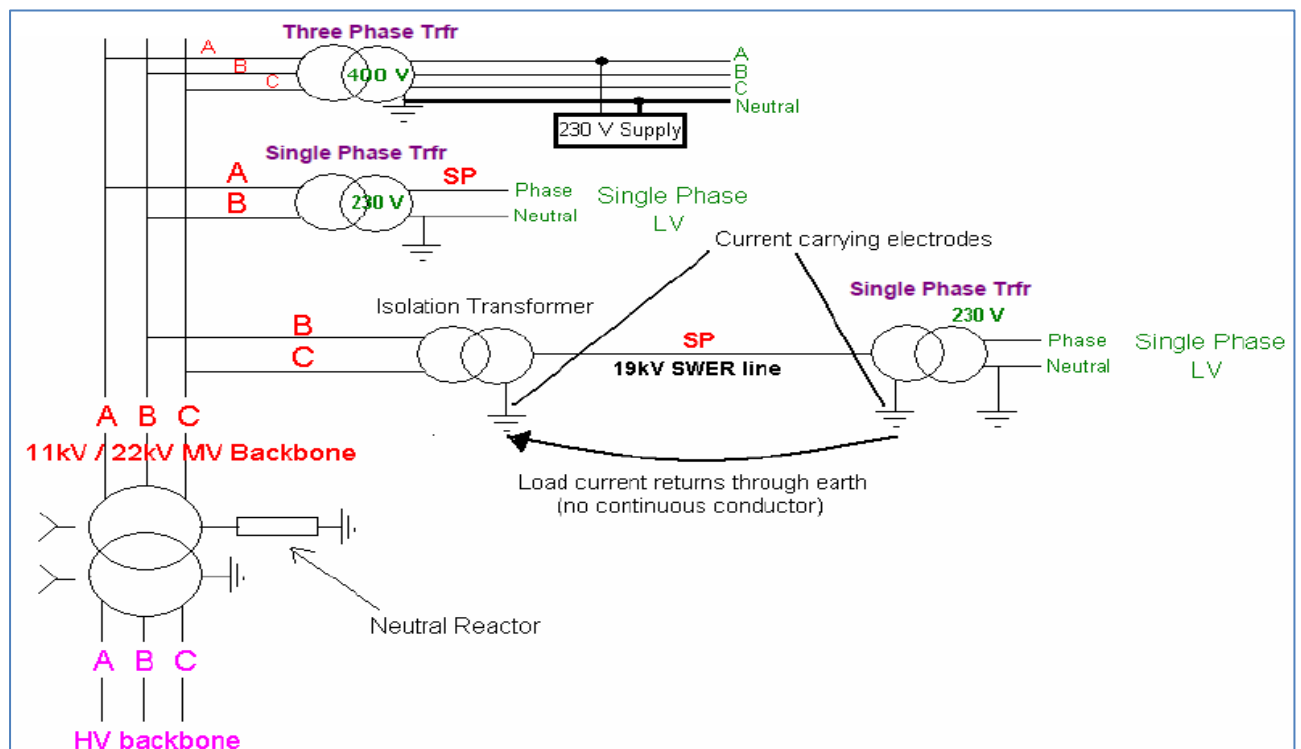 Three Phase Trfr
A
B
C
400 V
A
B
C
Neutral
230 V Supply
Single Phase Trfr
A
B
230 V
SP
Phase
Neutral
Single Phase
LV
Current carrying electrodes
Isolation Transformer
B
C
SP
19kV SWER line
Single Phase Trfr
230 V
Phase
Neutral
Single Phase
LV
Load current returns through earth
(no continuous conductor)
A B C
11kV / 22kV MV Backbone
Neutral Reactor
A B C
HV backbone